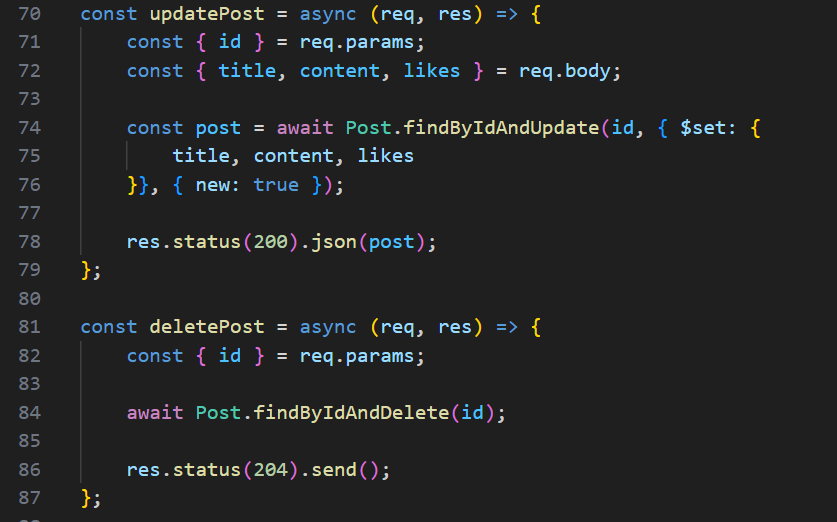 70 const updatePost = async (req, res) => {
71     const { id } = req.params;
72     const { title, content, likes } = req.body;
73
74     const post = await Post.findByIdAndUpdate(id, { $set: {
75         title, content, likes
76     }}, { new: true });
77
78     res.status(200).json(post);
79 };
80
81 const deletePost = async (req, res) => {
82     const { id } = req.params;
83
84     await Post.findByIdAndDelete(id);
85
86     res.status(204).send();
87 };